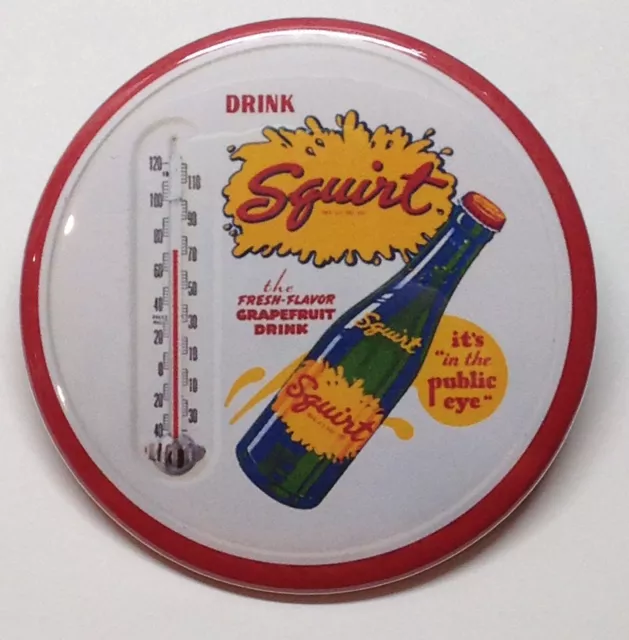 DRINK
Squirt
the
FRESH-FLAVOR
GRAPEFRUIT
DRINK
Squirt
Squirt
it's
"in the
public
eye"
120
110
100
90
80
70
60
50
40
30
20
10
0
10
20
30
40